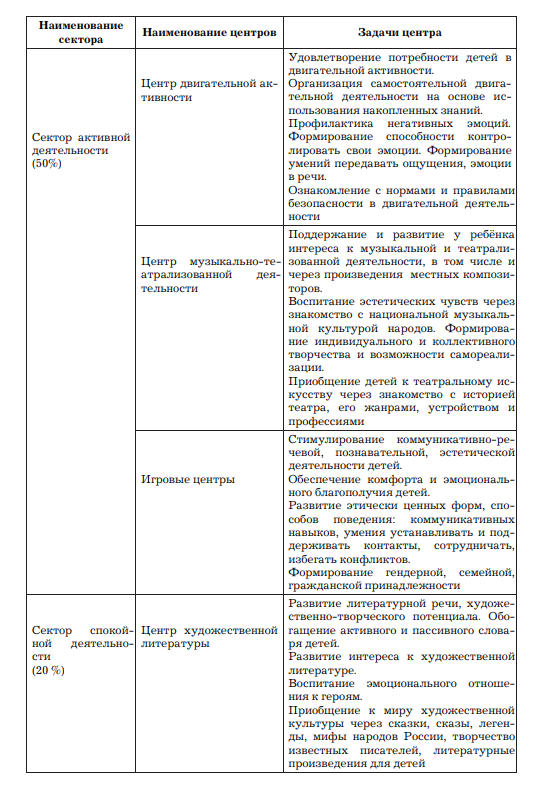 Наименование
сектора
Наименование центров
Задачи центра
Сектор активной
деятельности
(50%)
Центр двигательной ак-
тивности
Удовлетворение потребности детей в
двигательной активности.
Организация самостоятельной двига-
тельной деятельности на основе ис-
пользования накопленных знаний.
Профилактика негативных эмоций.
Формирование способности контро-
лировать свои эмоции. Формирование
умений передавать ощущения, эмоции
в речи.
Ознакомление с нормами и правилами
безопасности в двигательной деятель-
ности
Центр музыкально-те-
атрализованной дея-
тельности
Поддержание и развитие у ребёнка
интереса к музыкальной и театрали-
зованной деятельности, в том числе и
через произведения местных компози-
торов.
Воспитание эстетических чувств через
знакомство с национальной музыкаль-
ной культурой народов. Формирова-
ние индивидуального и коллективного
творчества и возможности самореали-
зации.
Приобщение детей к театральному ис-
кусству через знакомство с историей
театра, его жанрами, устройством и
профессиями
Игровые центры
Стимулирование коммуникативно-ре-
чевой, познавательной, эстетической
деятельности детей.
Обеспечение комфорта и эмоциональ-
ного благополучия детей.
Развитие этически ценных форм, спо-
собов поведения: коммуникативных
навыков, умения устанавливать и под-
держивать контакты, сотрудничать,
избегать конфликтов.
Формирование гендерной, семейной,
гражданской принадлежности
Сектор спокой-
ной деятельно-
сти
(20 %)
Центр художественной
литературы
Развитие литературной речи, художе-
ственно-творческого потенциала. Обо-
гащение активного и пассивного слова-
ря детей.
Развитие интереса к художественной
литературе.
Воспитание эмоционального отноше-
ния к героям.
Приобщение к миру художественной
культуры через сказки, сказы, леген-
ды, мифы народов России, творчество
известных писателей, литературные
произведения для детей